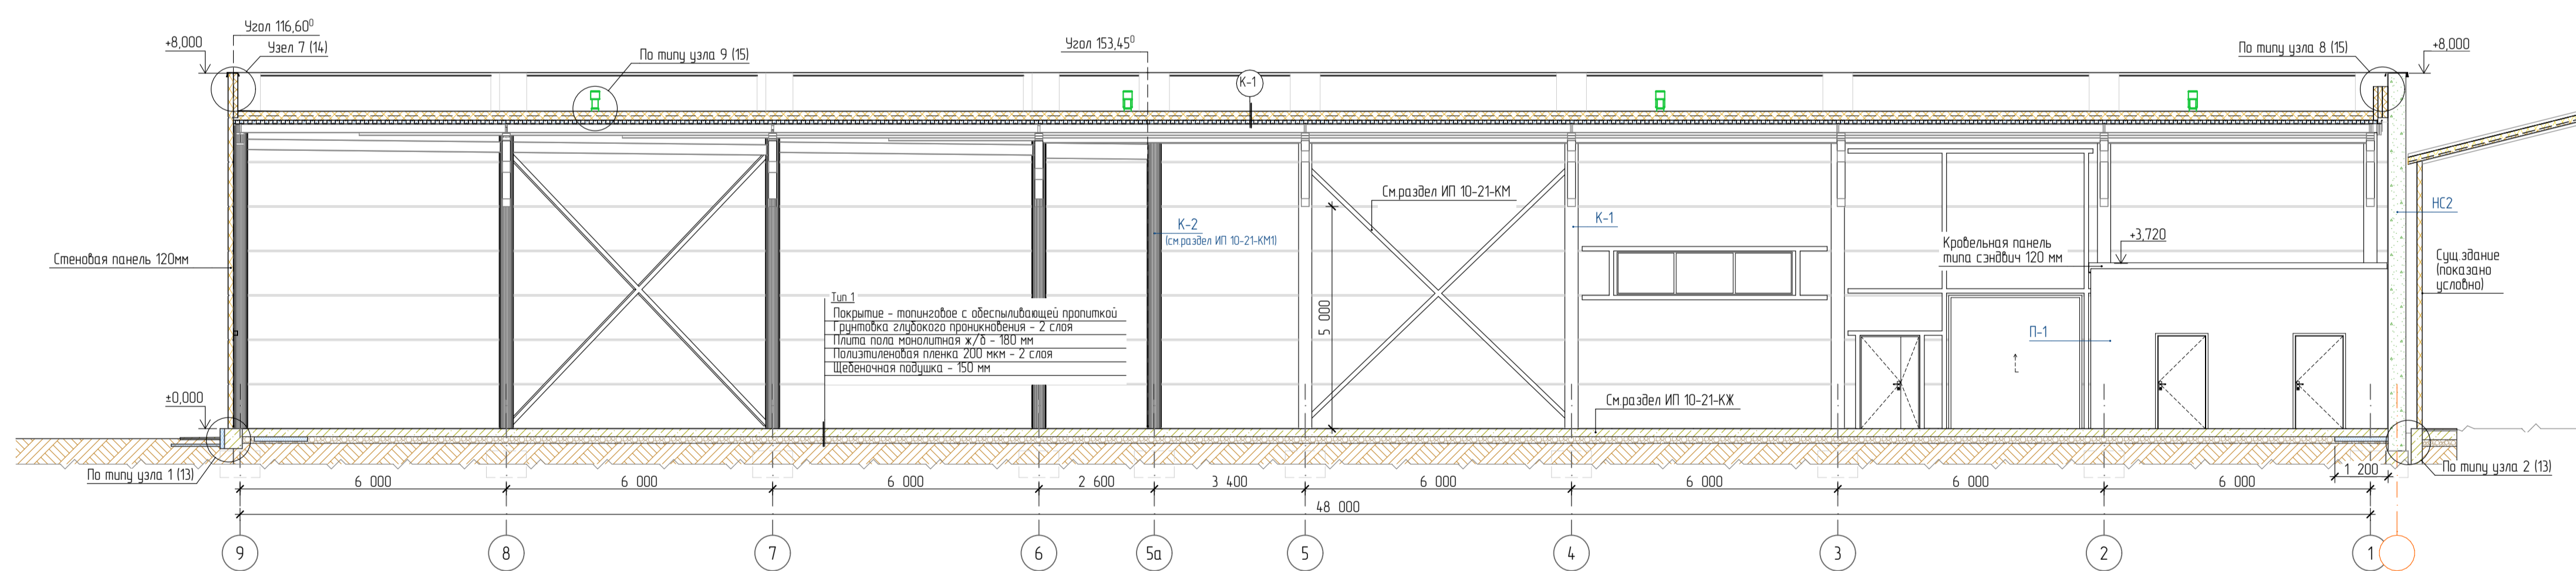 Угол 116,60⁰
+8,000
Узел 7 (14)
По типу узла 9 (15)
Угол 153,45⁰
К-1
По типу узла 8 (15)
+8,000
Стеновая панель 120мм
К-2
(см.раздел ИП 10-21-КМ1)
См.раздел ИП 10-21-КМ
К-1
НС2
+3,720
Кровельная панель
типа сэндвич 120 мм
Сущ.здание
(показано
условно)
Тип 1
Покрытие - топинговое с обеспыливающей пропиткой
Грунтовка глубокого проникновения - 2 слоя
Плита пола монолитная ж/б - 180 мм
Полиэтиленовая пленка 200 мкм - 2 слоя
Щебеночная подушка - 150 мм
5 000
П-1
±0,000
См.раздел ИП 10-21-КЖ
По типу узла 1 (13)
По типу узла 2 (13)
1 200
6 000
6 000
6 000
2 600
3 400
6 000
6 000
6 000
6 000
48 000
9
8
7
6
5а
5
4
3
2
1